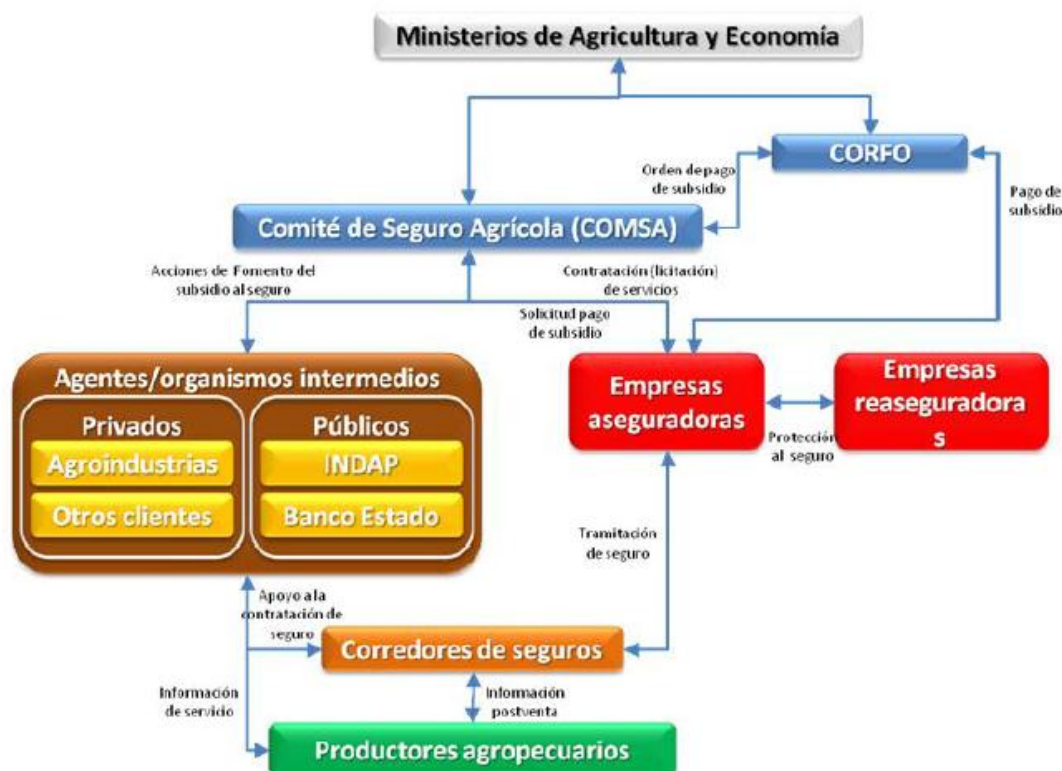 Ministerios de Agricultura y Economía
CORFO
Orden de pago
de subsidio
Pago de
subsidio
Comité de Seguro Agrícola (COMSA)
Acciones de Fomento del
subsidio al seguro
Contratación (licitación)
de servicios
Solicitud pago
de subsidio
Agentes/organismos intermedios
Privados
Agroindustrias
Otros clientes
Públicos
INDAP
Banco Estado
Empresas
aseguradoras
Empresas
reaseguradora
s
Protección
al seguro
Tramitación
de seguro
Apoyo a la
contratación de
seguro
Corredores de seguros
Información
de servicio
Información
postventa
Productores agropecuarios